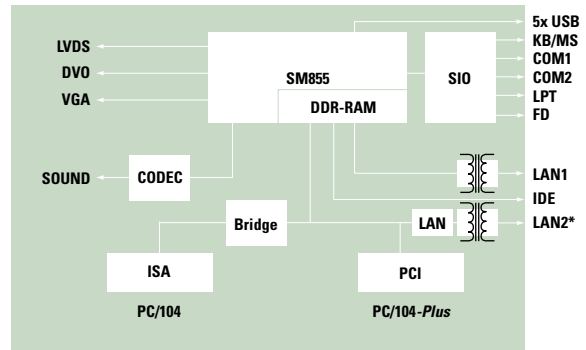 5x USB
LVDS
KB/MS
COM1
DVO
SM855
SIO
COM2
VGA
DDR-RAM
LPT
FD
SOUND
CODEC
LAN1
IDE
Bridge
LAN
LAN2*
ISA
PCI
PC/104
PC/104-Plus